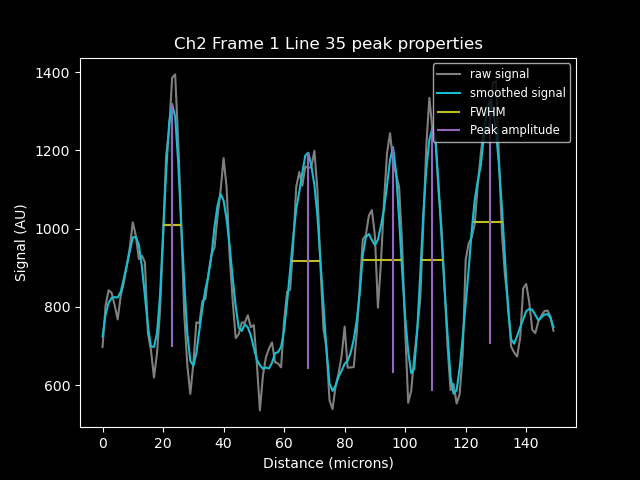 Ch2 Frame 1 Line 35 peak properties
raw signal
smoothed signal
FWHM
Peak amplitude
1400
1200
1000
800
600
Signal (AU)
0 20 40 60 80 100 120 140
Distance (microns)